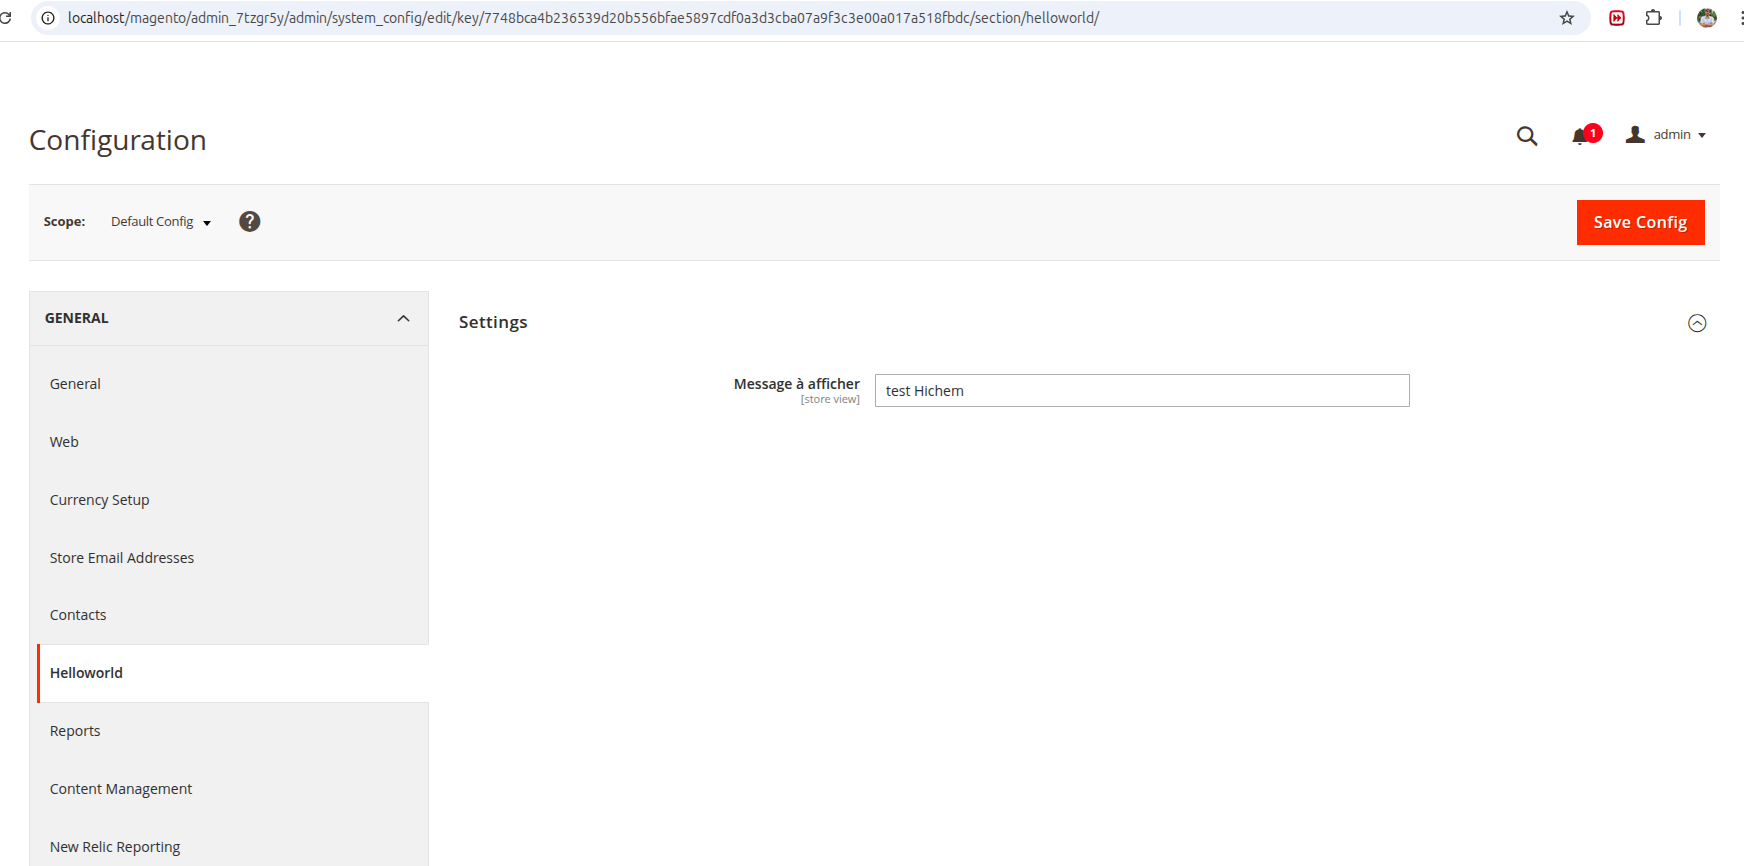 localhost/magento/admin_7tzgr5y/admin/system_config/edit/key/7748bca4b236539d20b556bfae5897cdf0a3d3cba07a9f3c3e00a017a518fbdc/section/helloworld/
Configuration
1
admin
Scope: Default Config ?
Save Config
GENERAL
General
Web
Currency Setup
Store Email Addresses
Contacts
Helloworld
Reports
Content Management
New Relic Reporting
Settings
Message à afficher
[store view]
test Hichem